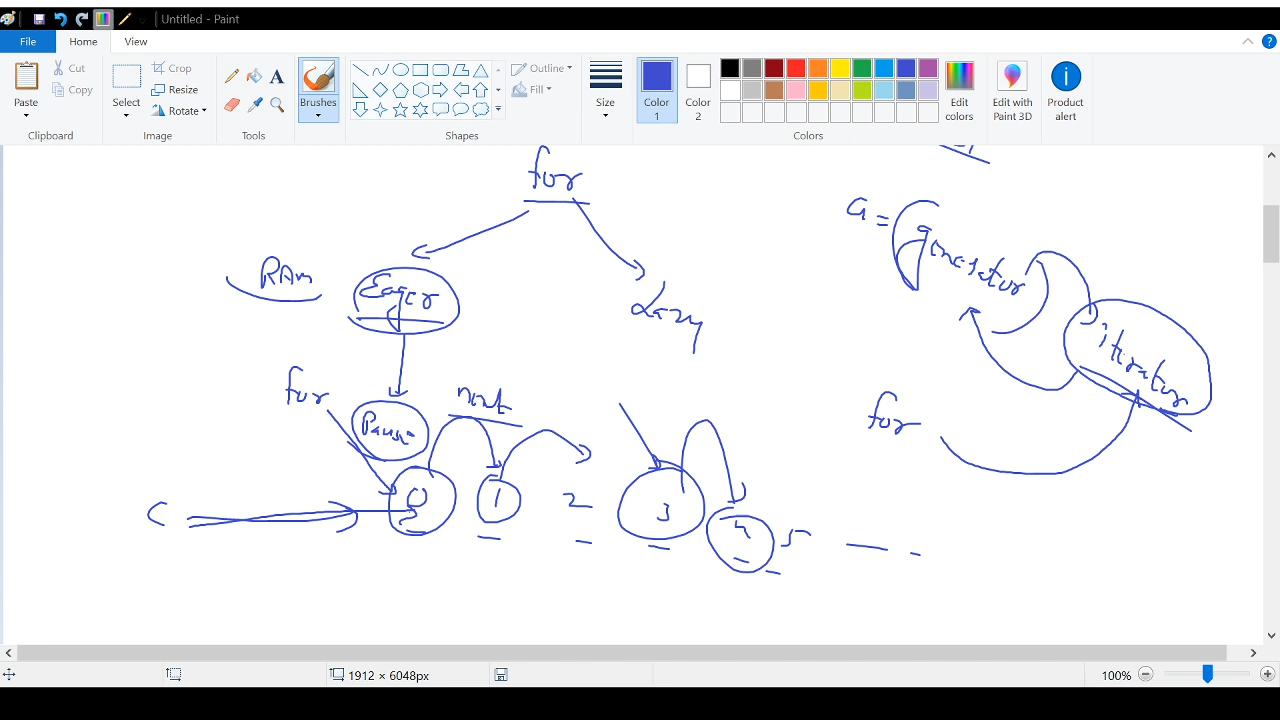 Untitled - Paint
File
Home
View
Paste
Cut
Copy
Clipboard
Select
Crop
Resize
Rotate
Image
Tools
Brushes
Outline
Fill
Shapes
Size
Color 1
Color 2
Colors
Edit colors
Edit with Paint 3D
Product alert
for
Eager
RAm
Lazy
Pause
for
next
C
0
1
2
3
4
5
G = generator
iterator
for
1912 × 6048px
100%